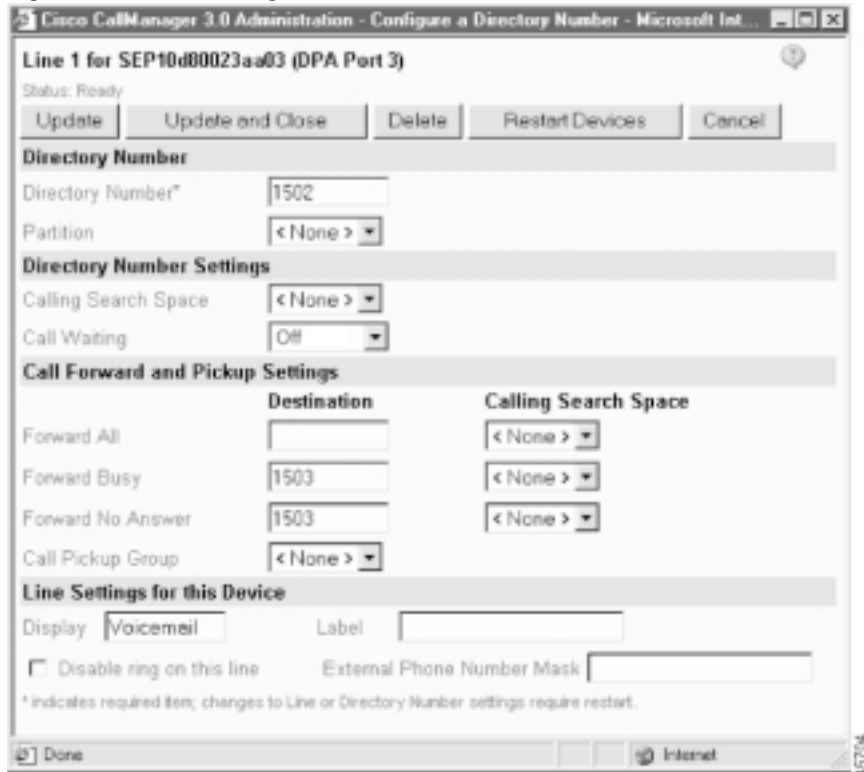 Cisco CallManager 3.0 Administration - Configure a Directory Number - Microsoft Int...
Line 1 for SEP10d80023aa03 (DPA Port 3)
Status: Ready
Update Update and Close Delete Restart Devices Cancel
Directory Number
Directory Number* 1502
Partition < None >
Directory Number Settings
Calling Search Space < None >
Call Waiting Off
Call Forward and Pickup Settings
Destination Calling Search Space
Forward All < None >
Forward Busy 1503 < None >
Forward No Answer 1503 < None >
Call Pickup Group < None >
Line Settings for this Device
Display Voicemail Label
Disable ring on this line External Phone Number Mask
* indicates required item; changes to Line or Directory Number settings require restart.
Done Internet